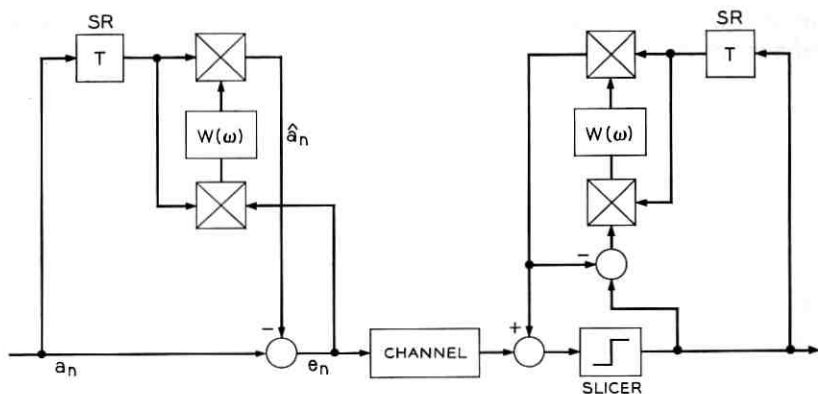 SR
T
W(ω)
â_n
−
a_n
e_n
CHANNEL
SR
T
W(ω)
−
+
SLICER